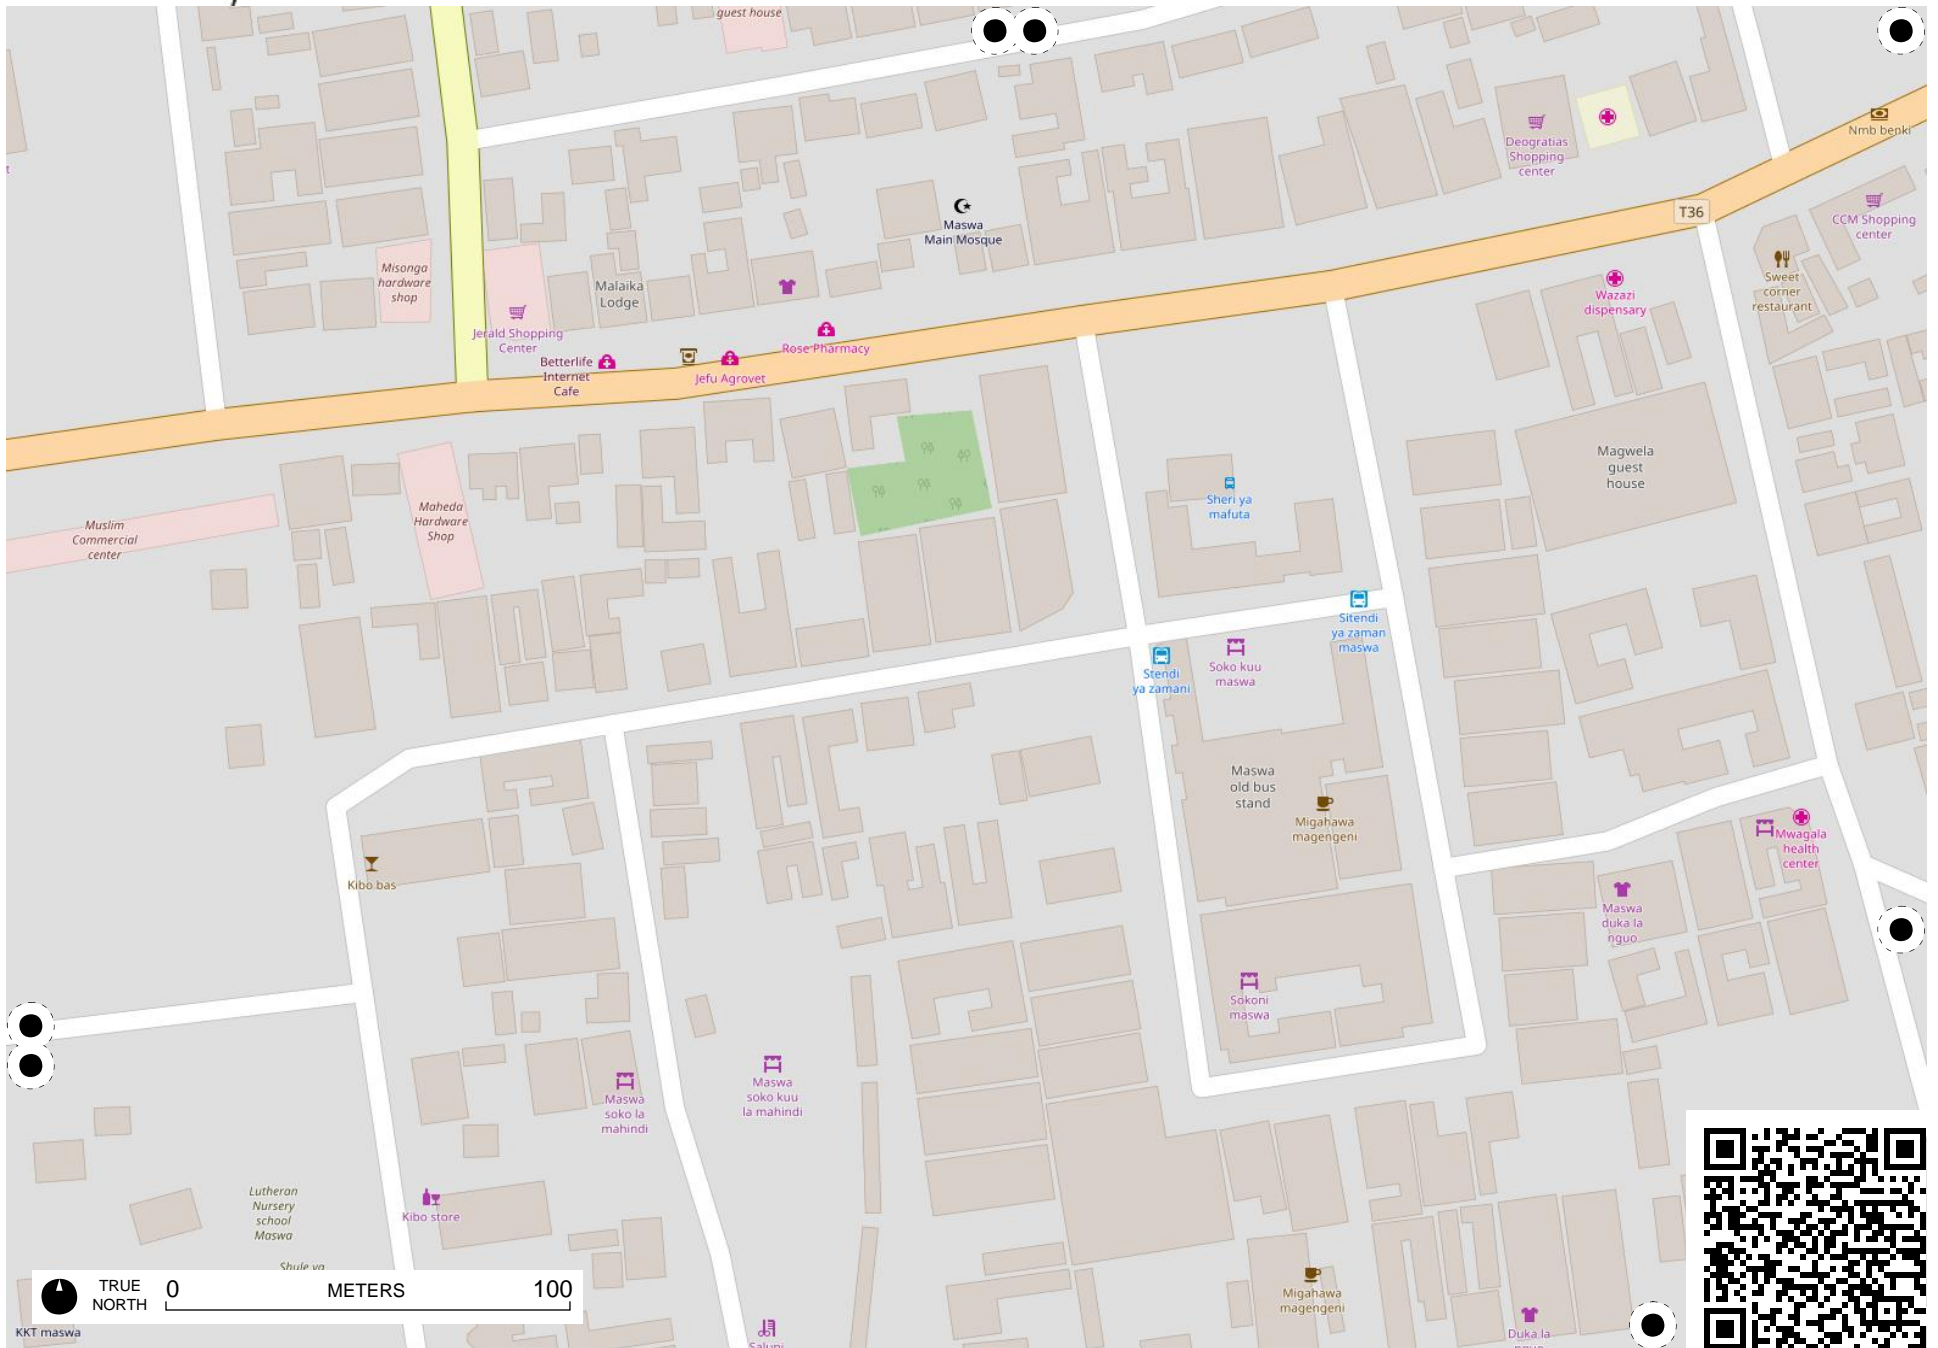 guest house
Nmb benki
Deogratias
Shopping
center
T36
CCM Shopping
center
Maswa
Main Mosque
Misonga
hardware
shop
Malaika
Lodge
Sweet
corner
restaurant
Wazazi
dispensary
Jerald Shopping
Center
Rose Pharmacy
Betterlife
Internet
Cafe
Jefu Agrovet
Magwela
guest
house
Maheda
Hardware
Shop
Sheri ya
mafuta
Muslim
Commercial
center
Sitendi
ya zaman
maswa
Soko kuu
maswa
Stendi
ya zamani
Maswa
old bus
stand
Migahawa
magengeni
Mwagala
health
center
Kibo bas
Maswa
duka la
nguo
Sokoni
maswa
Maswa
soko kuu
la mahindi
Maswa
soko la
mahindi
Lutheran
Nursery
school
Maswa
Kibo store
Shule ya
TRUE
NORTH
0
METERS
100
Migahawa
magengeni
KKT maswa
Saluni
Duka la
nguo